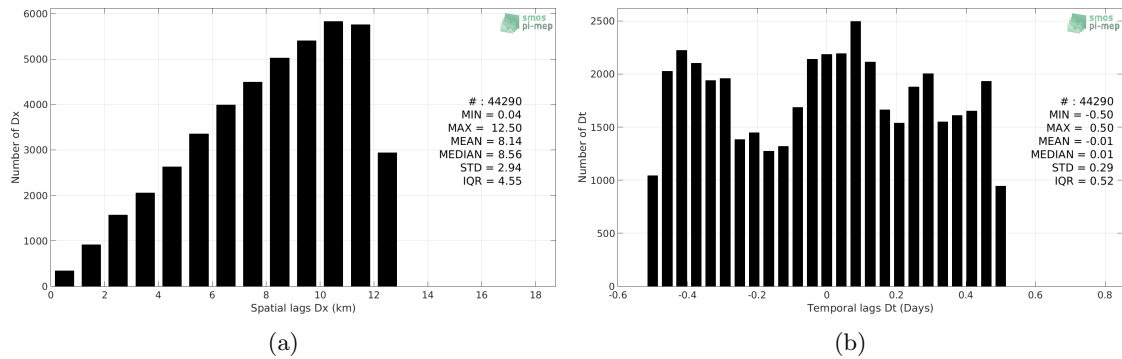 6000
5000
4000
3000
2000
1000
0
Number of Dx
0 2 4 6 8 10 12 14 16 18
Spatial lags Dx (km)
smos
pi-mep
# : 44290
MIN = 0.04
MAX = 12.50
MEAN = 8.14
MEDIAN = 8.56
STD = 2.94
IQR = 4.55
(a)
2500
2000
1500
1000
500
0
Number of Dt
-0.6 -0.4 -0.2 0 0.2 0.4 0.6 0.8
Temporal lags Dt (Days)
smos
pi-mep
# : 44290
MIN = -0.50
MAX = 0.50
MEAN = -0.01
MEDIAN = 0.01
STD = 0.29
IQR = 0.52
(b)